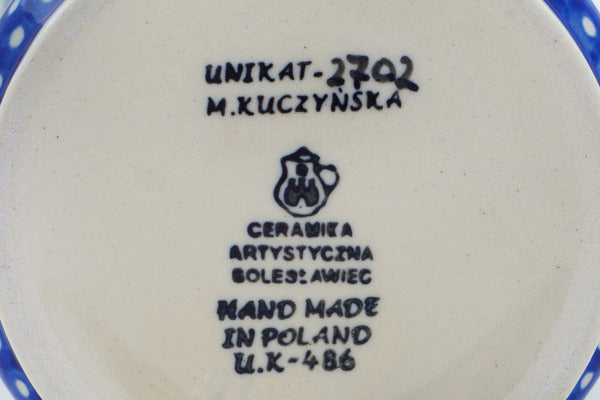 UNIKAT-2702
M.KUCZYŃSKA
CERAMIKA
ARTYSTYCZNA
BOLESŁAWIEC
HAND MADE
IN POLAND
U.K-486